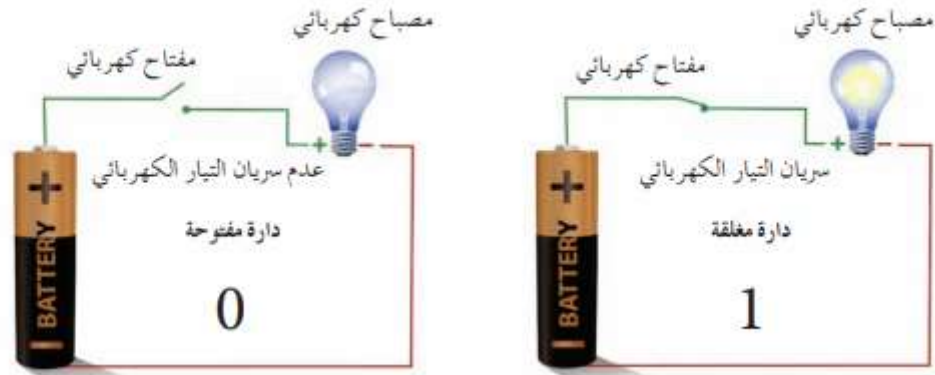 مصباح كهربائي
مفتاح كهربائي
+
عدم سريان التيار الكهربائي
دارة مفتوحة
0
BATTERY +
مصباح كهربائي
مفتاح كهربائي
+
سريان التيار الكهربائي
دارة مغلقة
1
BATTERY +